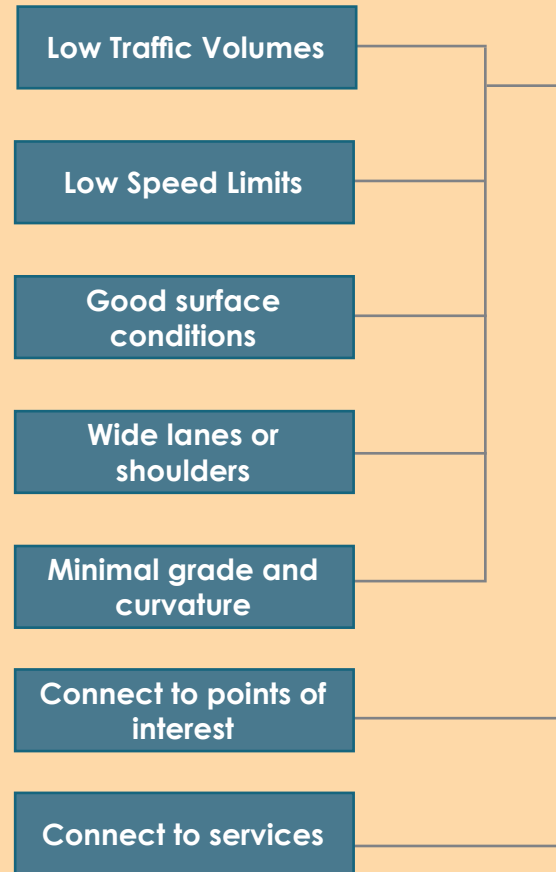 Low Traffic Volumes
Low Speed Limits
Good surface
conditions
Wide lanes or
shoulders
Minimal grade and
curvature
Connect to points of
interest
Connect to services